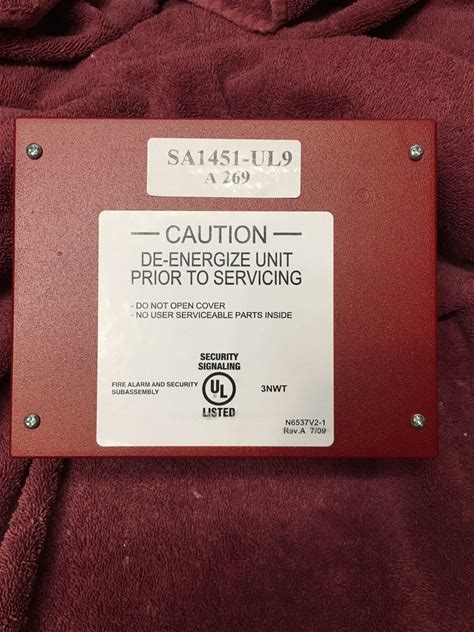 SA1451-UL9
A 269
CAUTION
DE-ENERGIZE UNIT
PRIOR TO SERVICING
- DO NOT OPEN COVER
- NO USER SERVICEABLE PARTS INSIDE
SECURITY
SIGNALING
FIRE ALARM AND SECURITY
SUBASSEMBLY
UL
3NWT
LISTED
N6537V2-1
Rev.A 7/09